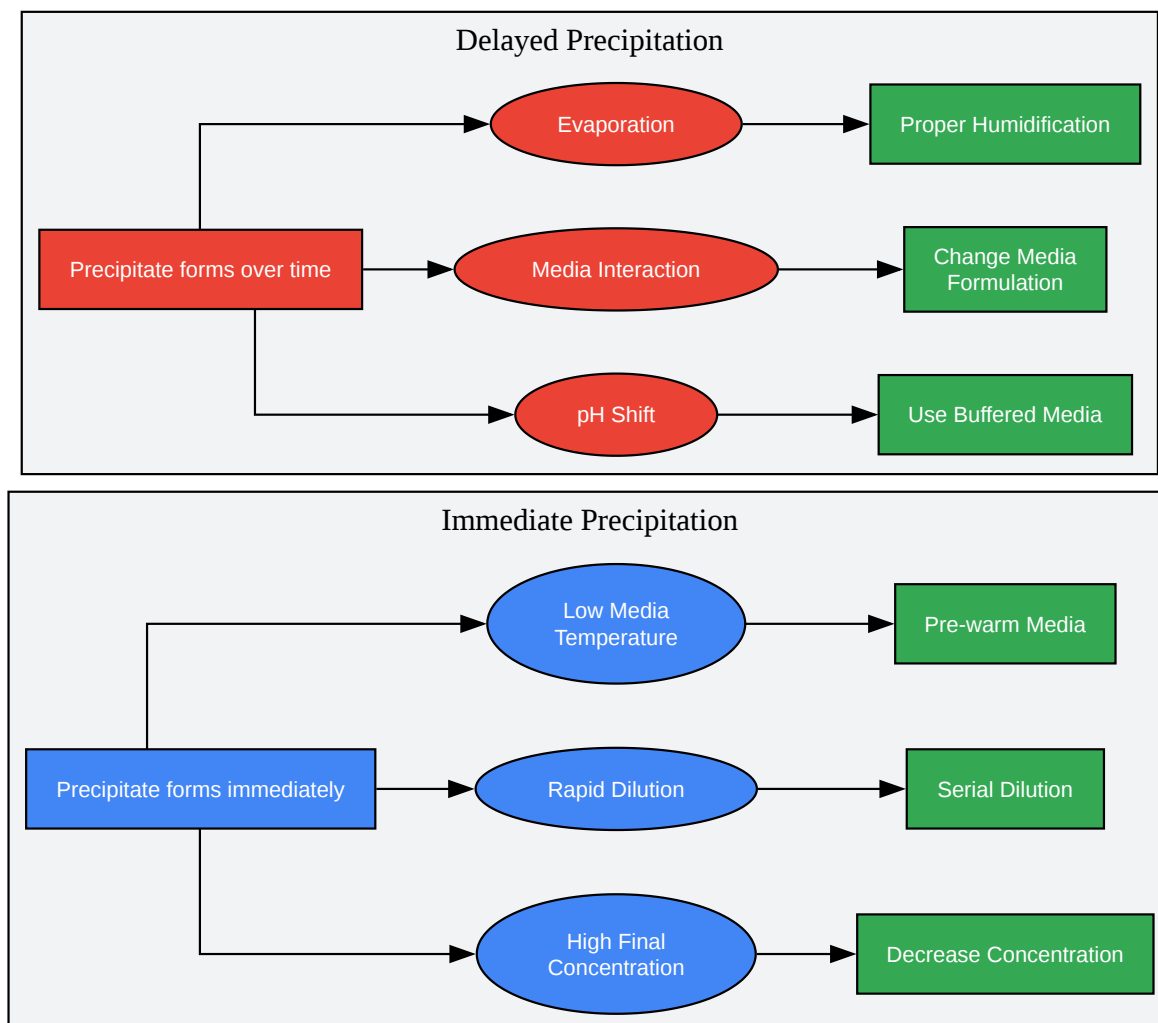 Delayed Precipitation
Evaporation
Proper Humidification
Precipitate forms over time
Media Interaction
Change Media
Formulation
pH Shift
Use Buffered Media
Immediate Precipitation
Low Media
Temperature
Pre-warm Media
Precipitate forms immediately
Rapid Dilution
Serial Dilution
High Final
Concentration
Decrease Concentration